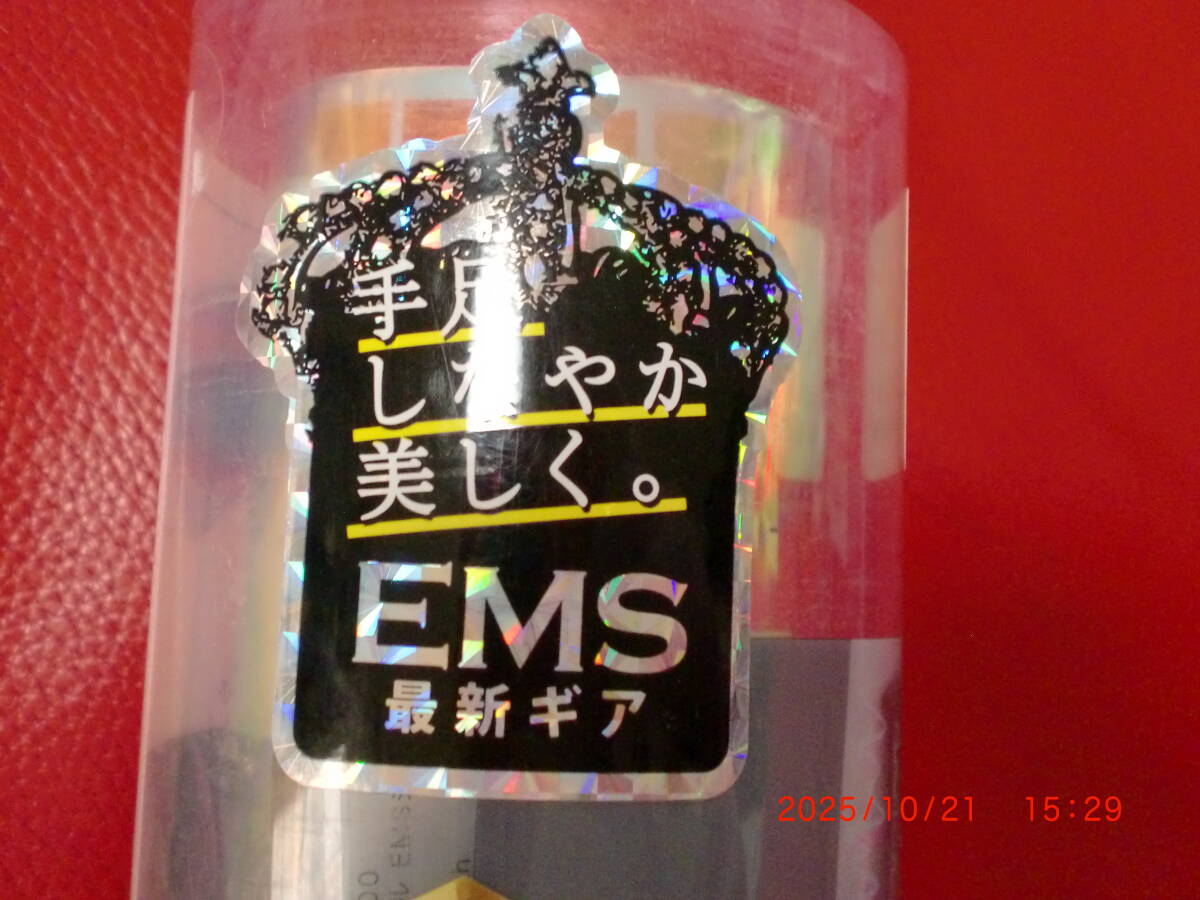 手足
しなやか
美しく。
EMS
最新ギア
2025/10/21 15:29